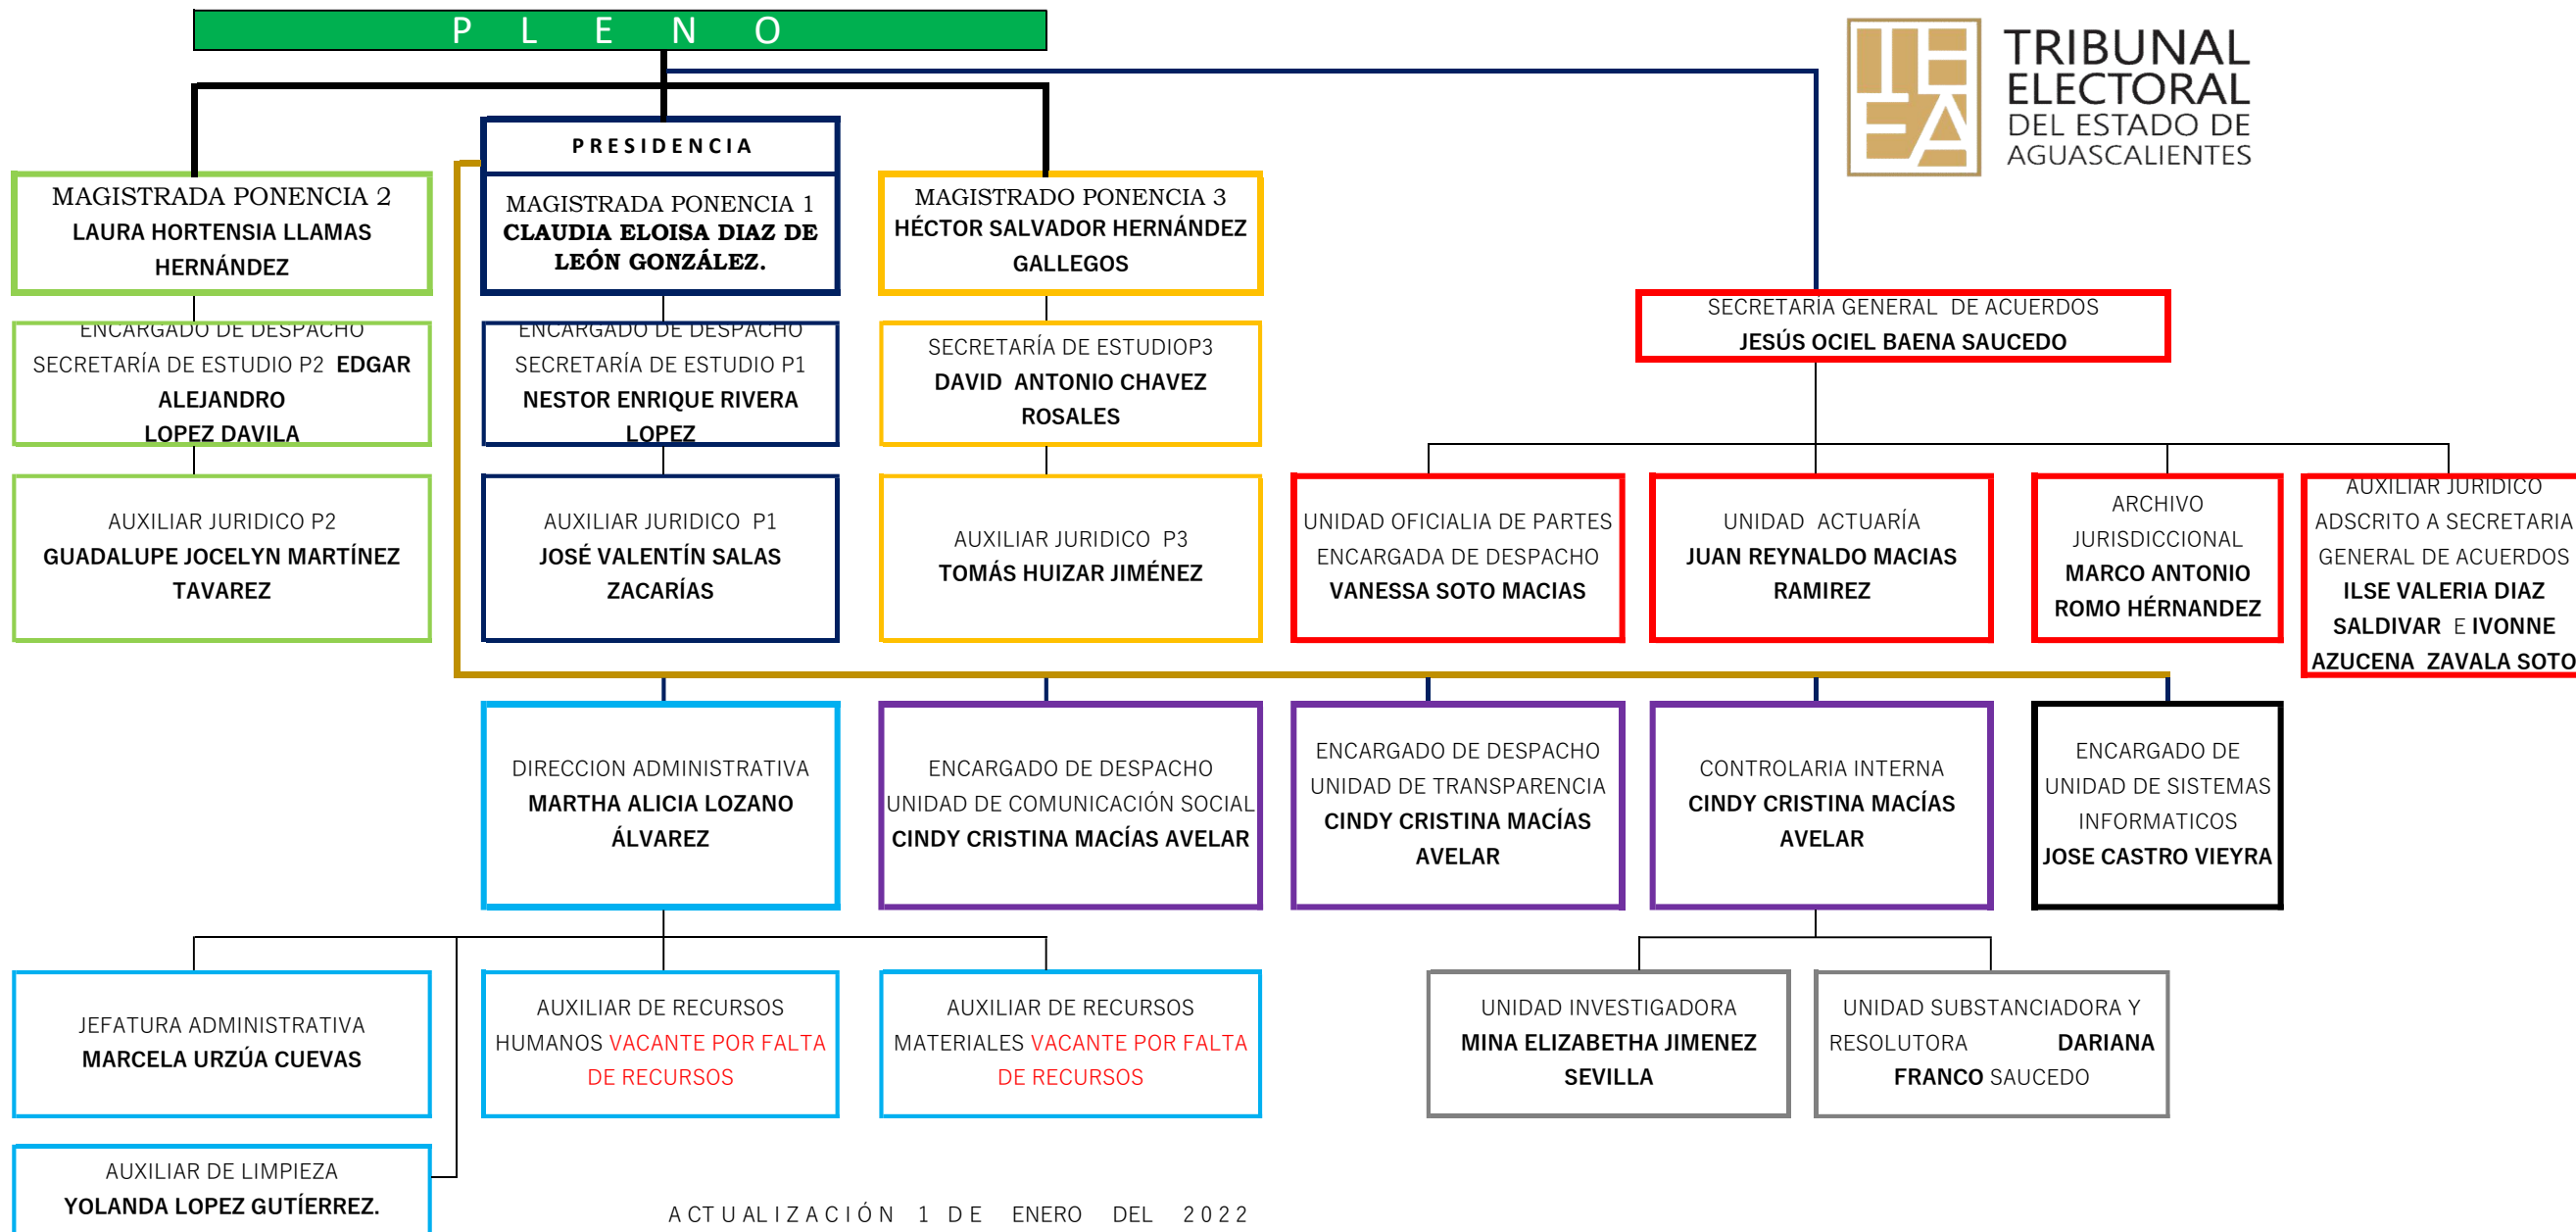 P L E N O
TRIBUNAL
ELECTORAL
DEL ESTADO DE
AGUASCALIENTES
PRESIDENCIA
MAGISTRADA PONENCIA 2
LAURA HORTENSIA LLAMAS
HERNÁNDEZ
MAGISTRADA PONENCIA 1
CLAUDIA ELOISA DIAZ DE
LEÓN GONZÁLEZ.
MAGISTRADO PONENCIA 3
HÉCTOR SALVADOR HERNÁNDEZ
GALLEGOS
SECRETARÍA GENERAL DE ACUERDOS
JESÚS OCIEL BAENA SAUCEDO
ENCARGADO DE DESPACHO
SECRETARÍA DE ESTUDIO P2 EDGAR
ALEJANDRO
LOPEZ DAVILA
ENCARGADO DE DESPACHO
SECRETARÍA DE ESTUDIO P1
NESTOR ENRIQUE RIVERA
LOPEZ
SECRETARÍA DE ESTUDIOP3
DAVID ANTONIO CHAVEZ
ROSALES
AUXILIAR JURIDICO P2
GUADALUPE JOCELYN MARTÍNEZ
TAVAREZ
AUXILIAR JURIDICO P1
JOSÉ VALENTÍN SALAS
ZACARÍAS
AUXILIAR JURIDICO P3
TOMÁS HUIZAR JIMÉNEZ
UNIDAD OFICIALIA DE PARTES
ENCARGADA DE DESPACHO
VANESSA SOTO MACIAS
UNIDAD ACTUARÍA
JUAN REYNALDO MACIAS
RAMIREZ
ARCHIVO
JURISDICCIONAL
MARCO ANTONIO
ROMO HÉRNANDEZ
AUXILIAR JURIDICO
ADSCRITO A SECRETARIA
GENERAL DE ACUERDOS
ILSE VALERIA DIAZ
SALDIVAR E IVONNE
AZUCENA ZAVALA SOTO
DIRECCION ADMINISTRATIVA
MARTHA ALICIA LOZANO
ÁLVAREZ
ENCARGADO DE DESPACHO
UNIDAD DE COMUNICACIÓN SOCIAL
CINDY CRISTINA MACÍAS AVELAR
ENCARGADO DE DESPACHO
UNIDAD DE TRANSPARENCIA
CINDY CRISTINA MACÍAS
AVELAR
CONTROLARIA INTERNA
CINDY CRISTINA MACÍAS
AVELAR
ENCARGADO DE
UNIDAD DE SISTEMAS
INFORMATICOS
JOSE CASTRO VIEYRA
JEFATURA ADMINISTRATIVA
MARCELA URZÚA CUEVAS
AUXILIAR DE RECURSOS
HUMANOS VACANTE POR FALTA
DE RECURSOS
AUXILIAR DE RECURSOS
MATERIALES VACANTE POR FALTA
DE RECURSOS
UNIDAD INVESTIGADORA
MINA ELIZABETHA JIMENEZ
SEVILLA
UNIDAD SUBSTANCIADORA Y
RESOLUTORA DARIANA
FRANCO SAUCEDO
AUXILIAR DE LIMPIEZA
YOLANDA LOPEZ GUTÍERREZ.
ACTUALIZACIÓN 1 DE ENERO DEL 2022